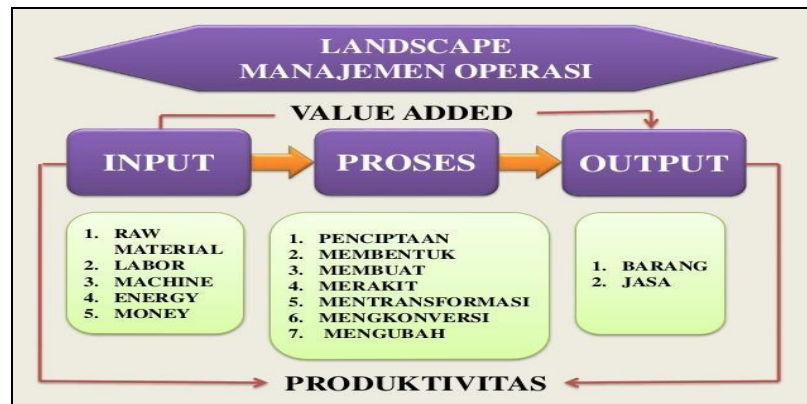 LANDSCAPE
MANAJEMEN OPERASI
VALUE ADDED
INPUT
PROSES
OUTPUT
1. RAW
MATERIAL
2. LABOR
3. MACHINE
4. ENERGY
5. MONEY
1. PENCIPTAAN
2. MEMBENTUK
3. MEMBUAT
4. MERAKIT
5. MENTRANSFORMASI
6. MENGKONVERSI
7. MENGUBAH
1. BARANG
2. JASA
PRODUKTIVITAS